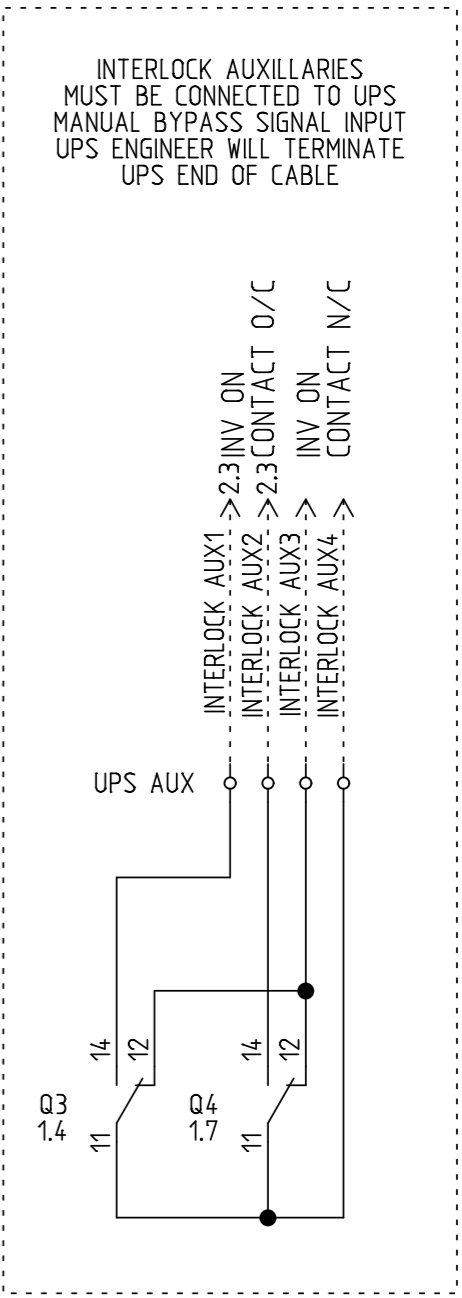 INTERLOCK AUXILLARIES
MUST BE CONNECTED TO UPS
MANUAL BYPASS SIGNAL INPUT
UPS ENGINEER WILL TERMINATE
UPS END OF CABLE
INV ON
CONTACT O/C
INV ON
CONTACT N/C
2.3
2.3
INTERLOCK AUX1
INTERLOCK AUX2
INTERLOCK AUX3
INTERLOCK AUX4
UPS AUX
14
12
14
12
Q3
1.4
Q4
1.7
11
11